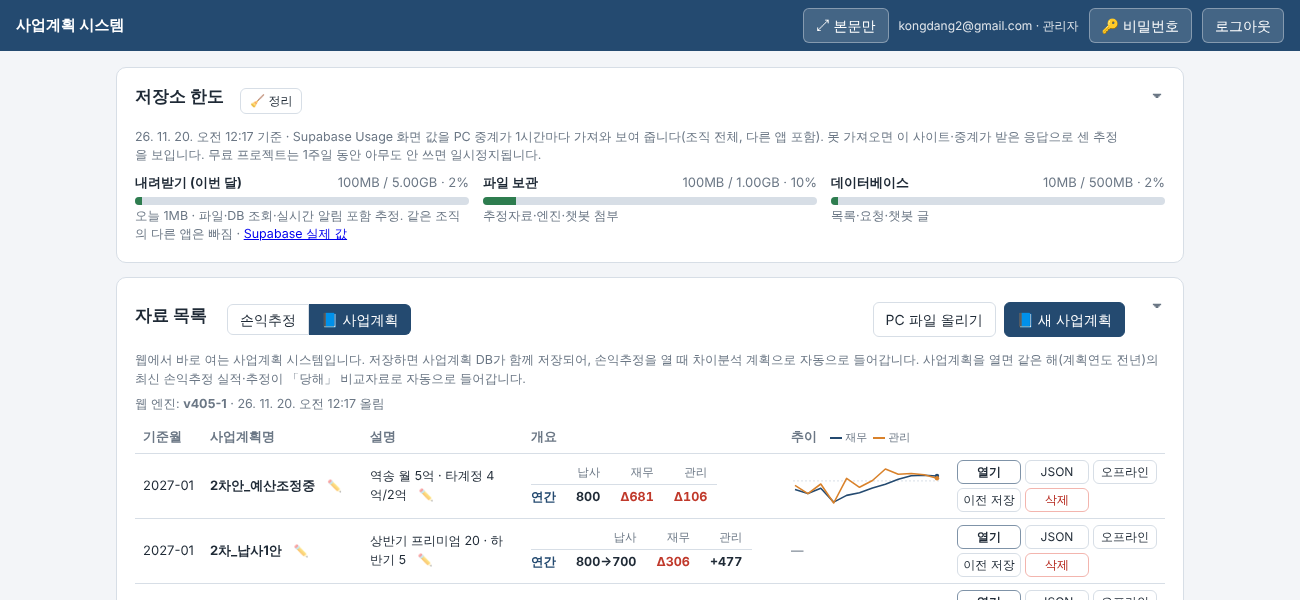 사업계획 시스템
⤢ 본문만
kongdang2@gmail.com · 관리자
🔑 비밀번호
로그아웃
저장소 한도
🧹 정리
26. 11. 20. 오전 12:17 기준 · Supabase Usage 화면 값을 PC 중계가 1시간마다 가져와 보여 줍니다(조직 전체, 다른 앱 포함). 못 가져오면 이 사이트·중계가 받은 응답으로 센 추정
을 보입니다. 무료 프로젝트는 1주일 동안 아무도 안 쓰면 일시정지됩니다.
내려받기 (이번 달) 100MB / 5.00GB · 2%
오늘 1MB · 파일·DB 조회·실시간 알림 포함 추정. 같은 조직
의 다른 앱은 빠짐 · Supabase 실제 값
파일 보관 100MB / 1.00GB · 10%
추정자료·엔진·챗봇 첨부
데이터베이스 10MB / 500MB · 2%
목록·요청·챗봇 글
자료 목록
손익추정
📘 사업계획
PC 파일 올리기
📘 새 사업계획
웹에서 바로 여는 사업계획 시스템입니다. 저장하면 사업계획 DB가 함께 저장되어, 손익추정을 열 때 차이분석 계획으로 자동으로 들어갑니다. 사업계획을 열면 같은 해(계획연도 전년)의
최신 손익추정 실적·추정이 「당해」 비교자료로 자동으로 들어갑니다.
웹 엔진: v405-1 · 26. 11. 20. 오전 12:17 올림
기준월 사업계획명 설명 개요 추이 재무 관리
2027-01 2차안_예산조정중 ✏️
역송 월 5억 · 타계정 4
억/2억 ✏️
납사 재무 관리
연간 800 Δ681 Δ106
열기 JSON 오프라인
이전 저장 삭제
2027-01 2차_납사1안 ✏️
상반기 프리미엄 20 · 하
반기 5 ✏️
납사 재무 관리
연간 800→700 Δ306 +477
—
열기 JSON 오프라인
이전 저장 삭제
열기 JSON 오프라인